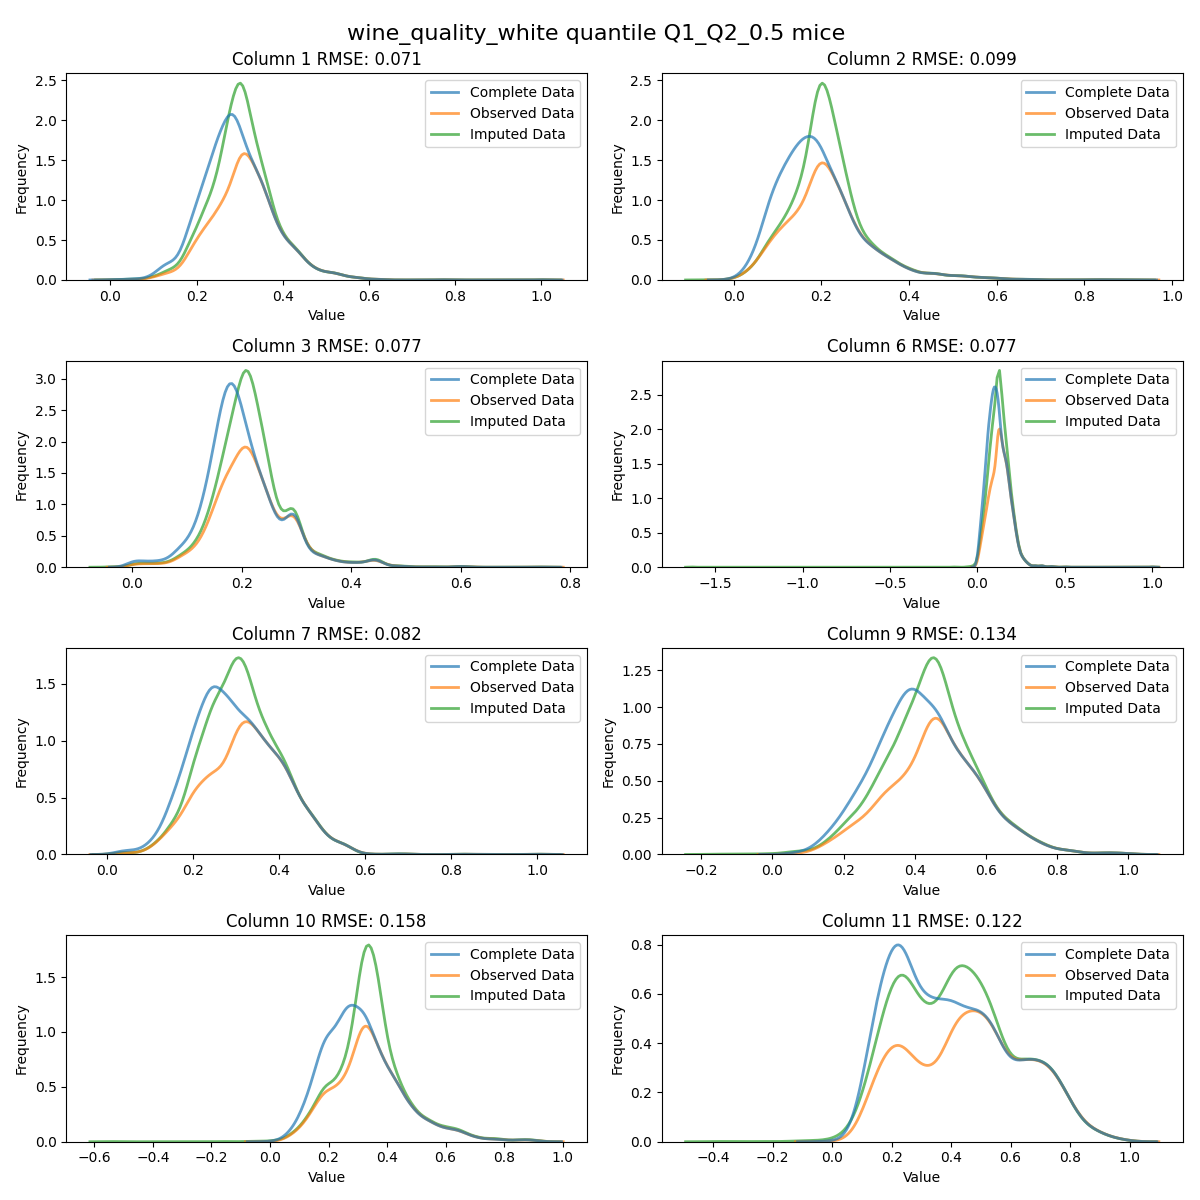 wine_quality_white quantile Q1_Q2_0.5 mice
Column 1 RMSE: 0.071
2.5
2.0
1.5
1.0
0.5
0.0
Frequency
Complete Data
Observed Data
Imputed Data
0.0 0.2 0.4 0.6 0.8 1.0
Value
Column 2 RMSE: 0.099
2.5
2.0
1.5
1.0
0.5
0.0
Frequency
Complete Data
Observed Data
Imputed Data
0.0 0.2 0.4 0.6 0.8 1.0
Value
Column 3 RMSE: 0.077
3.0
2.5
2.0
1.5
1.0
0.5
0.0
Frequency
Complete Data
Observed Data
Imputed Data
0.0 0.2 0.4 0.6 0.8
Value
Column 6 RMSE: 0.077
2.5
2.0
1.5
1.0
0.5
0.0
Frequency
Complete Data
Observed Data
Imputed Data
−1.5 −1.0 −0.5 0.0 0.5 1.0
Value
Column 7 RMSE: 0.082
1.5
1.0
0.5
0.0
Frequency
Complete Data
Observed Data
Imputed Data
0.0 0.2 0.4 0.6 0.8 1.0
Value
Column 9 RMSE: 0.134
1.25
1.00
0.75
0.50
0.25
0.00
Frequency
Complete Data
Observed Data
Imputed Data
−0.2 0.0 0.2 0.4 0.6 0.8 1.0
Value
Column 10 RMSE: 0.158
1.5
1.0
0.5
0.0
Frequency
Complete Data
Observed Data
Imputed Data
−0.6 −0.4 −0.2 0.0 0.2 0.4 0.6 0.8 1.0
Value
Column 11 RMSE: 0.122
0.8
0.6
0.4
0.2
0.0
Frequency
Complete Data
Observed Data
Imputed Data
−0.4 −0.2 0.0 0.2 0.4 0.6 0.8 1.0
Value